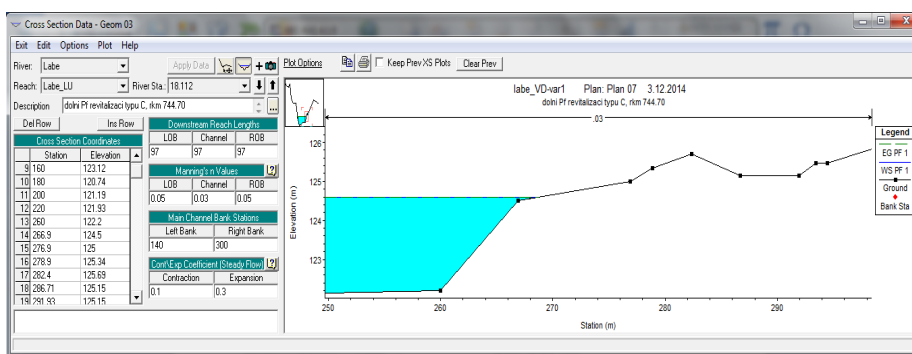 Cross Section Data - Geom 03
Exit Edit Options Plot Help
River: Labe Apply Data Plot Options Keep Prev XS Plots Clear Prev
Reach: Labe_LU River Sta.: 18.112
Description dolni Pf revitalizaci typu C, rkm 744.70 ...
Del Row Ins Row
Cross Section Coordinates
Station Elevation
9 160 123.12
10 180 120.74
11 200 121.19
12 220 121.93
13 260 122.2
14 266.9 124.5
15 276.9 125
16 278.9 125.34
17 282.4 125.69
18 286.71 125.15
19 291.93 125.15
Downstream Reach Lengths
LOB Channel ROB
97 97 97
Manning's n Values ?
LOB Channel ROB
0.05 0.03 0.05
Main Channel Bank Stations
Left Bank Right Bank
140 300
Cont\Exp Coefficient (Steady Flow) ?
Contraction Expansion
0.1 0.3
labe_VD-var1 Plan: Plan 07 3.12.2014
dolni Pf revitalizaci typu C, rkm 744.70
.03
Elevation (m)
126
125
124
123
250 260 270 280 290
Station (m)
Legend
EG PF 1
WS PF 1
Ground
Bank Sta